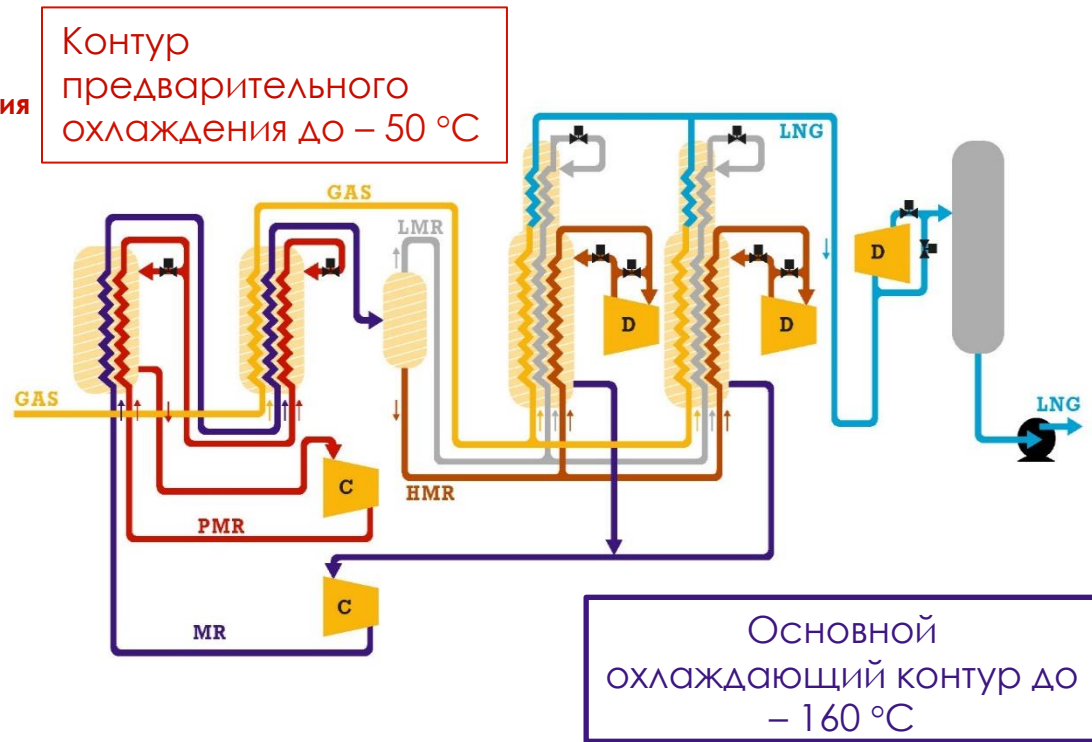 Контур
предварительного
охлаждения до – 50 °C
ия
GAS
LNG
LMR
GAS
D
D
D
LNG
C
HMR
PMR
C
MR
Основной
охлаждающий контур до
– 160 °C